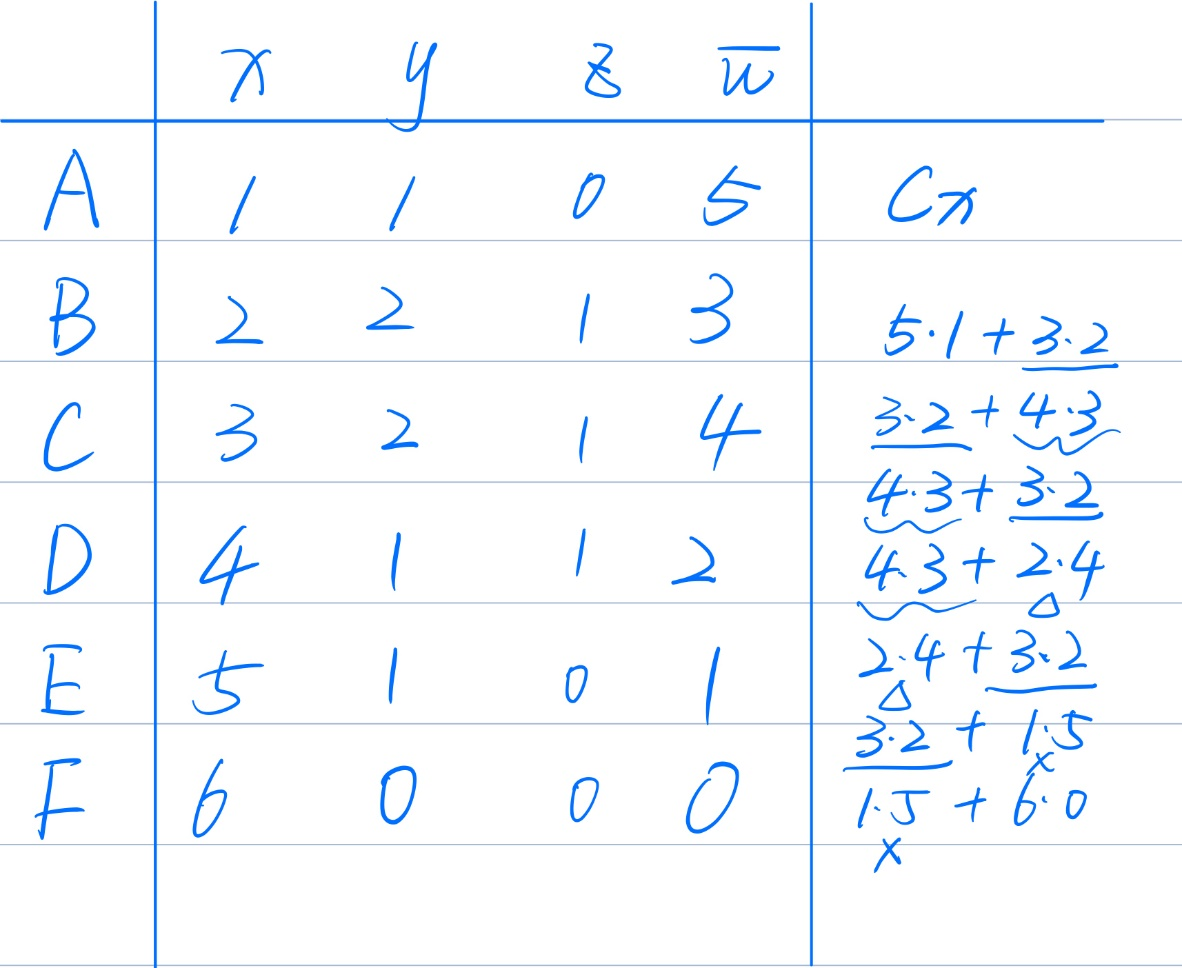 x y z w̅
A 1 1 0 5 Cx
B 2 2 1 3 5·1 + 3·2
C 3 2 1 4 3·2 + 4·3
4·3 + 3·2
D 4 1 1 2 4·3 + 2·4
△
E 5 1 0 1 2·4 + 3·2
△
3·2 + 1·5
x
F 6 0 0 0 1·5 + 6·0
x